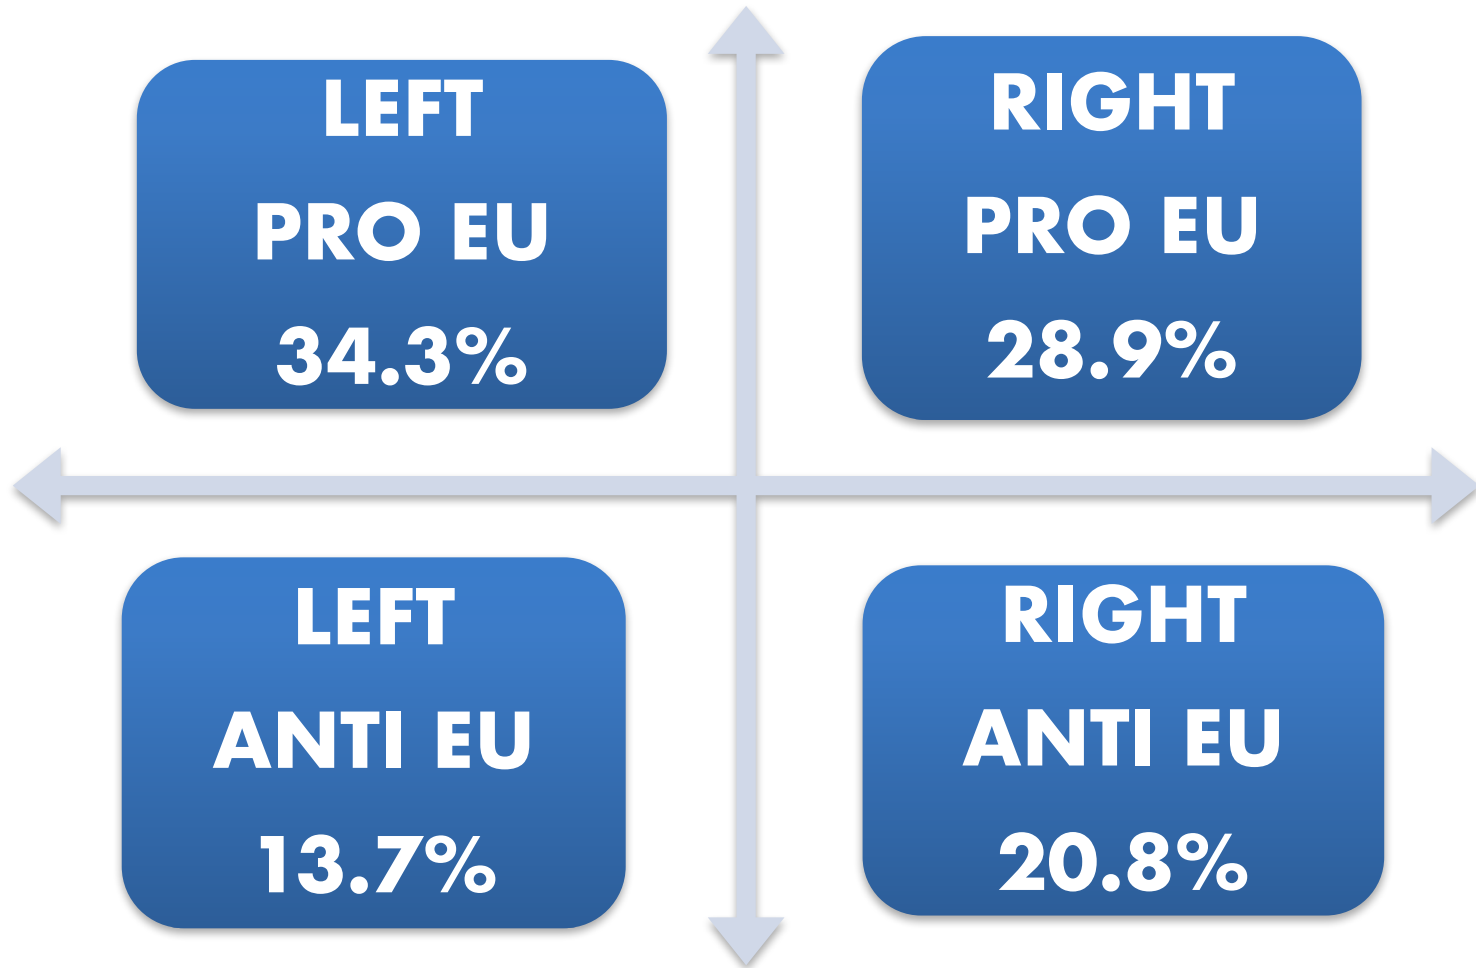 LEFT
PRO EU
34.3%
RIGHT
PRO EU
28.9%
LEFT
ANTI EU
13.7%
RIGHT
ANTI EU
20.8%